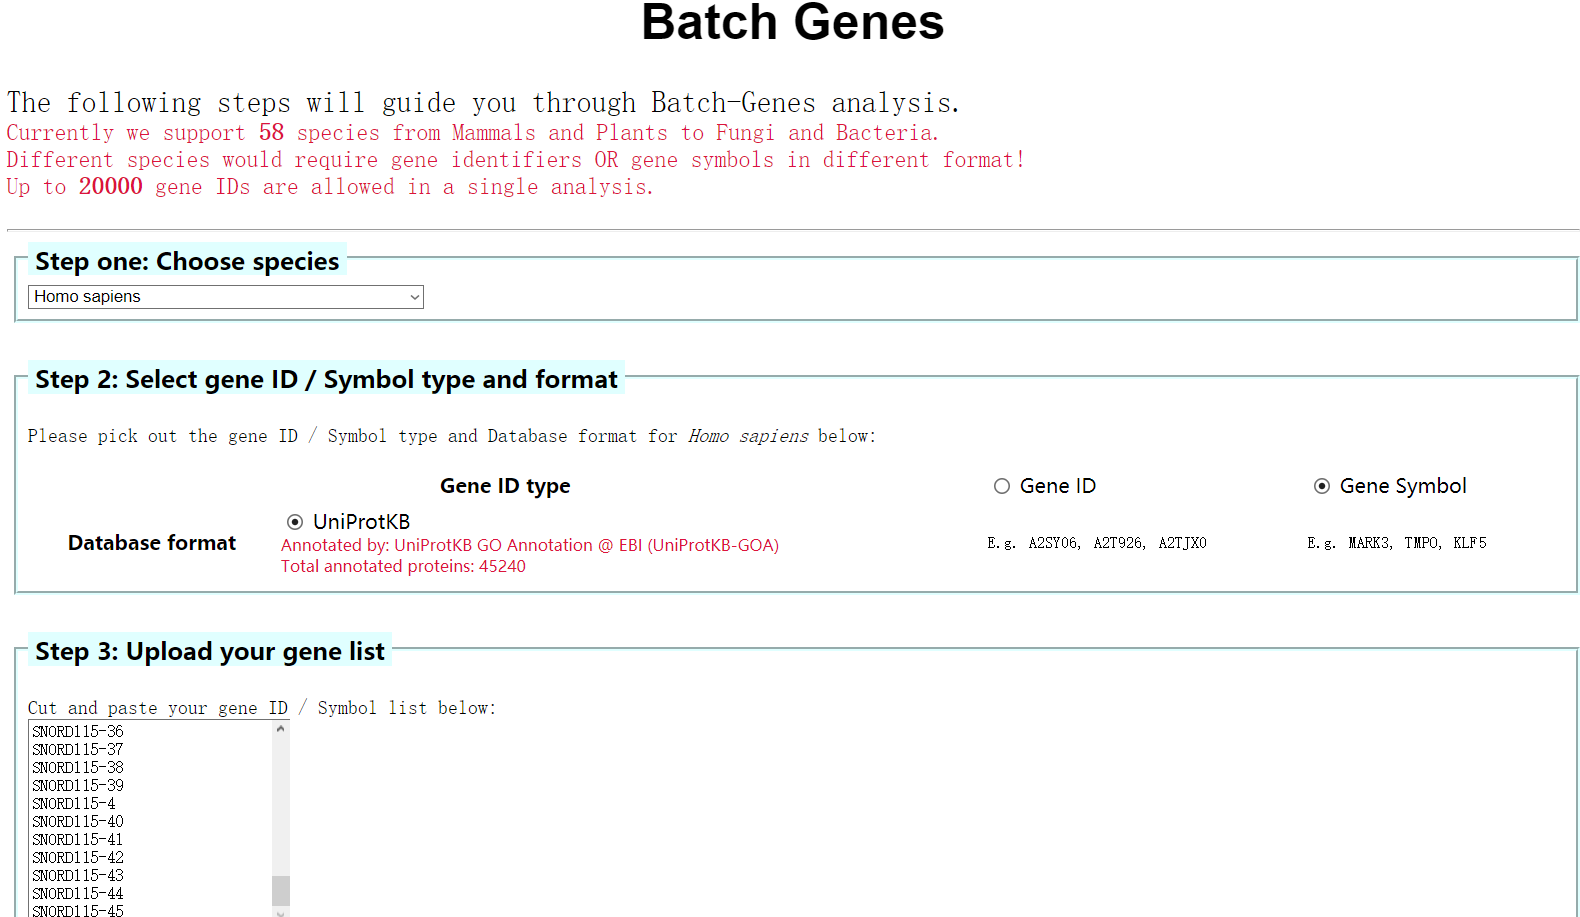 Batch Genes
The following steps will guide you through Batch-Genes analysis.
Currently we support 58 species from Mammals and Plants to Fungi and Bacteria.
Different species would require gene identifiers OR gene symbols in different format!
Up to 20000 gene IDs are allowed in a single analysis.
Step one: Choose species
Homo sapiens
Step 2: Select gene ID / Symbol type and format
Please pick out the gene ID / Symbol type and Database format for Homo sapiens below:
Gene ID type Gene ID Gene Symbol
UniProtKB
Database format Annotated by: UniProtKB GO Annotation @ EBI (UniProtKB-GOA) E.g. A2SY06, A2T926, A2TJX0 E.g. MARK3, TMPO, KLF5
Total annotated proteins: 45240
Step 3: Upload your gene list
Cut and paste your gene ID / Symbol list below:
SNORD115-36
SNORD115-37
SNORD115-38
SNORD115-39
SNORD115-4
SNORD115-40
SNORD115-41
SNORD115-42
SNORD115-43
SNORD115-44
SNORD115-45